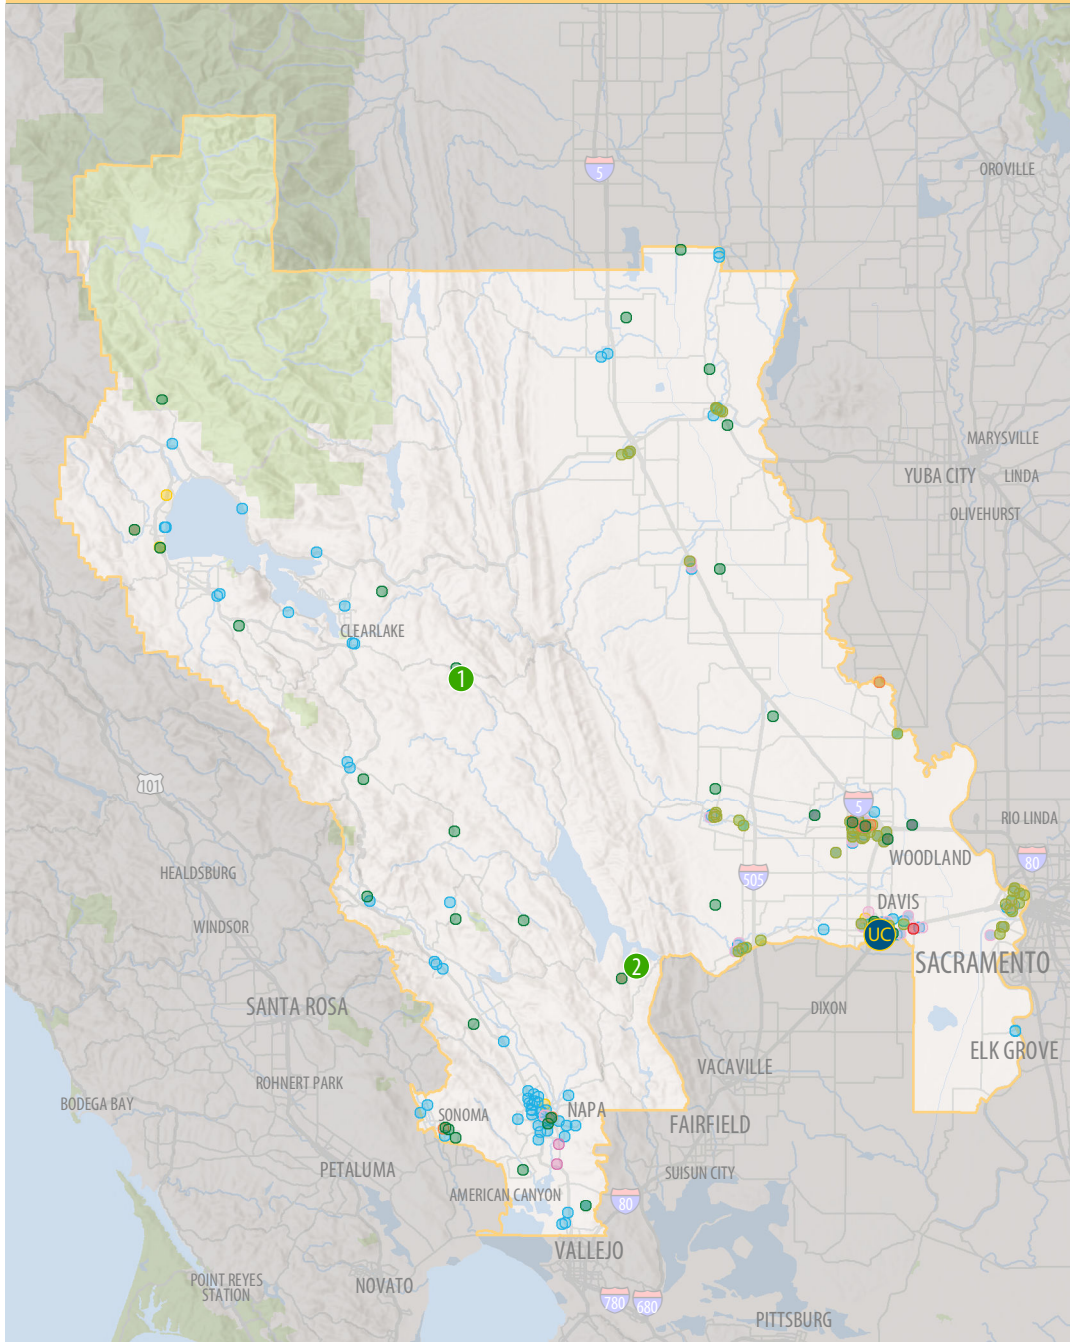 OROVILLE
5
MARYSVILLE
YUBA CITY
LINDA
OLIVEHURST
CLEARLAKE
1
101
5
RIO LINDA
80
WOODLAND
HEALDSBURG
505
DAVIS
WINDSOR
UC
SACRAMENTO
2
SANTA ROSA
DIXON
ELK GROVE
VACAVILLE
ROHNERT PARK
BODEGA BAY
SONOMA
NAPA
FAIRFIELD
PETALUMA
SUISUN CITY
AMERICAN CANYON
80
VALLEJO
POINT REYES
STATION
NOVATO
780
680
PITTSBURG